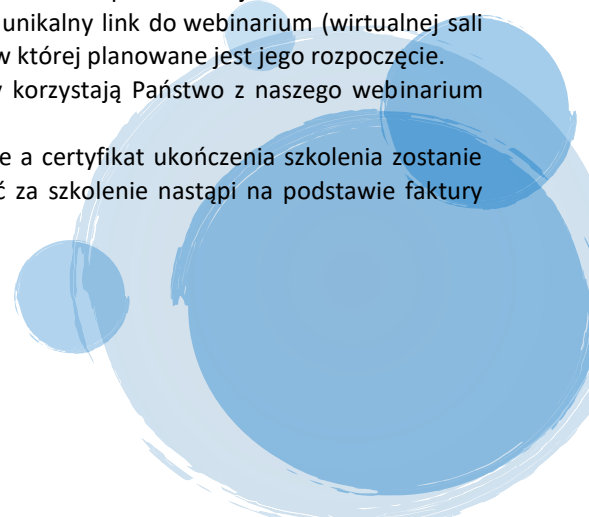 unikalny link do webinarium (wirtualnej sali
w której planowane jest jego rozpoczęcie.
korzystają Państwo z naszego webinarium
e a certyfikat ukończenia szkolenia zostanie
ć za szkolenie nastąpi na podstawie faktury